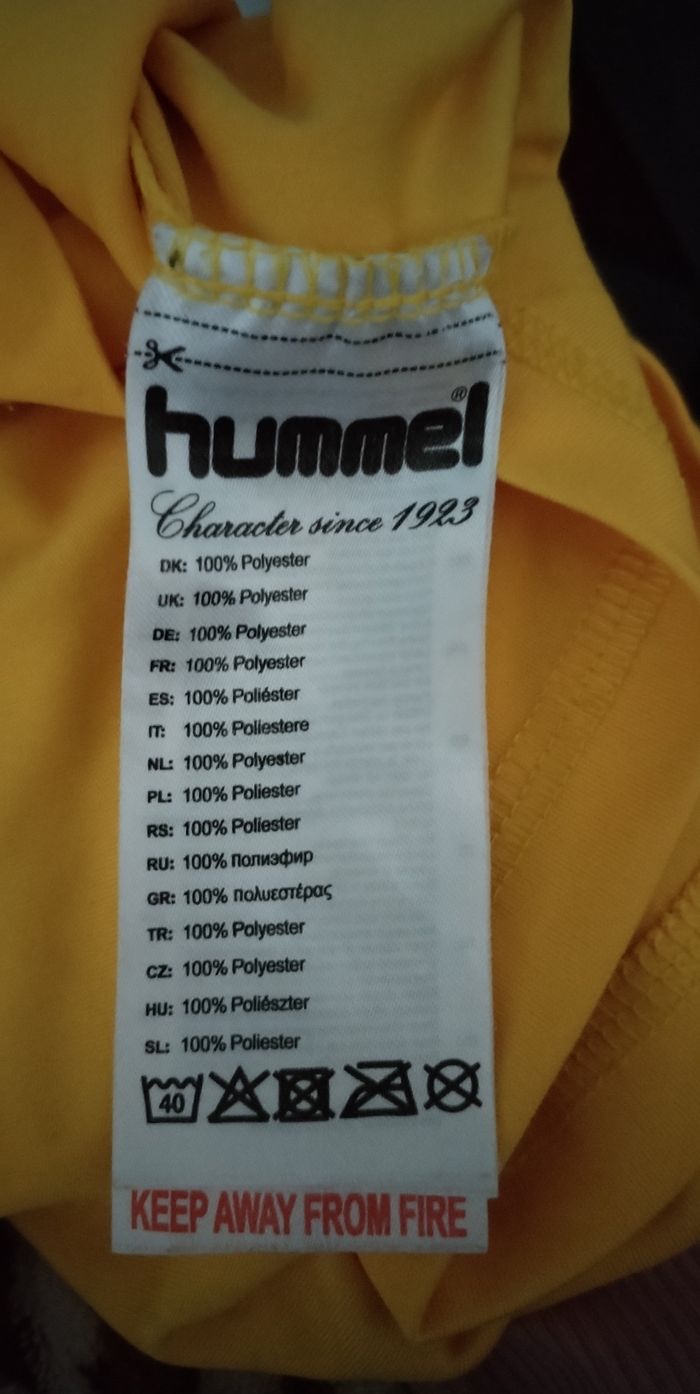 hummel®
Character since 1923
DK: 100% Polyester
UK: 100% Polyester
DE: 100% Polyester
FR: 100% Polyester
ES: 100% Poliéster
IT: 100% Poliestere
NL: 100% Polyester
PL: 100% Poliester
RS: 100% Poliester
RU: 100% Полиэфир
GR: 100% πολυεστέρας
TR: 100% Polyester
CZ: 100% Polyester
HU: 100% Poliészter
SL: 100% Poliester
40
KEEP AWAY FROM FIRE